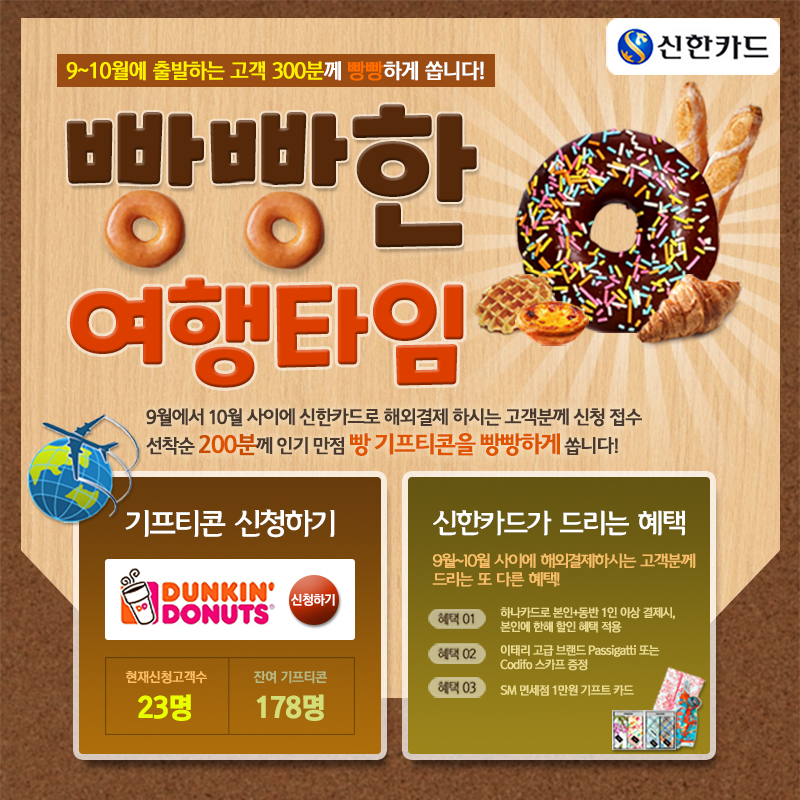 신한카드
9~10월에 출발하는 고객 300분께 빵빵하게 쏩니다!
빵빵한
여행타임
9월에서 10월 사이에 신한카드로 해외결제 하시는 고객분께 신청 접수
선착순 200분께 인기 만점 빵 기프티콘을 빵빵하게 쏩니다!
기프티콘 신청하기
DUNKIN'
DONUTS
DD
신청하기
현재신청고객수
23명
잔여 기프티콘
178명
신한카드가 드리는 혜택
9월~10월 사이에 해외결제하시는 고객분께
드리는 또 다른 혜택!
혜택 01
하나카드로 본인+동반 1인 이상 결제시,
본인에 한해 할인 혜택 적용
혜택 02
이태리 고급 브랜드 Passigatti 또는
Codifo 스카프 증정
혜택 03
SM 면세점 1만원 기프트 카드